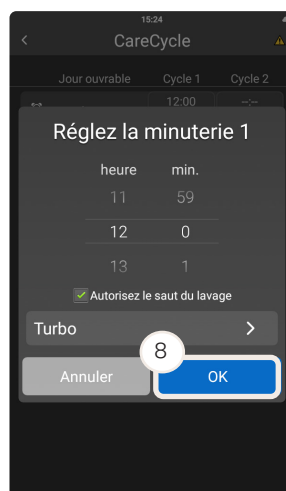 15:24
CareCycle
Jour ouvrable Cycle 1 Cycle 2
12:00 --:--
Réglez la minuterie 1
heure min.
11 59
12 0
13 1
Autorisez le saut du lavage
Turbo
8
Annuler OK